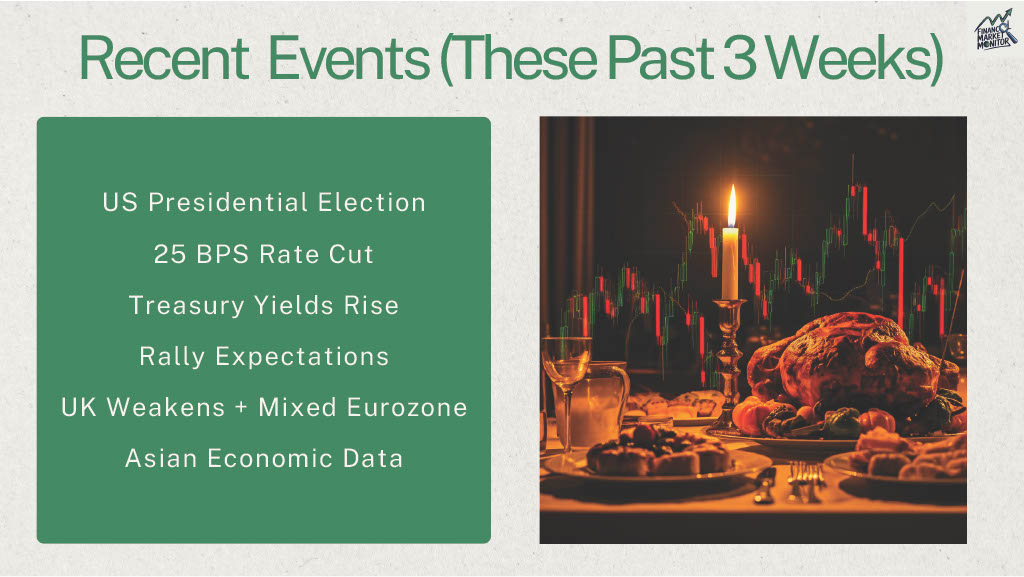 Recent Events (These Past 3 Weeks)
FINANCIAL
MARKET
MONITOR
US Presidential Election
25 BPS Rate Cut
Treasury Yields Rise
Rally Expectations
UK Weakens + Mixed Eurozone
Asian Economic Data